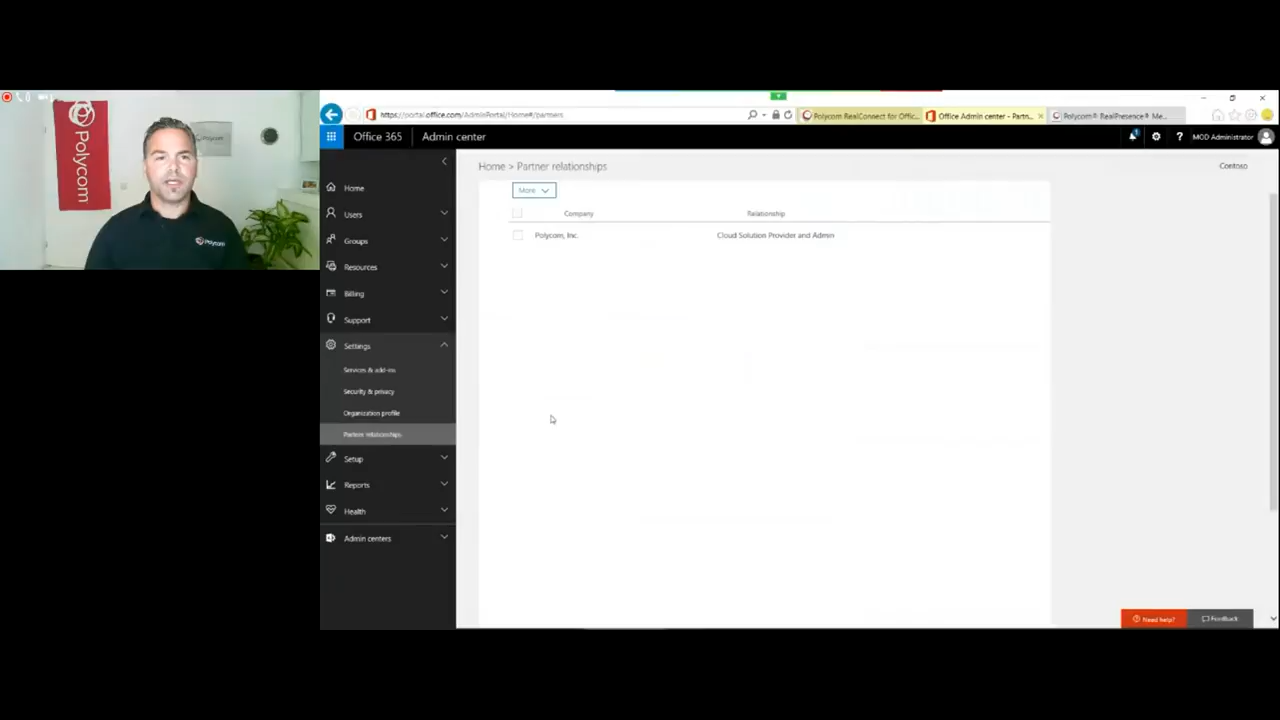 Polycom
Polycom
Polycom
https://portal.office.com/AdminPortal/Home#/partners
Polycom RealConnect for Offic...
Office Admin center - Partn...
Polycom® RealPresence® Me...
Office 365
Admin center
?
MOD Administrator
Home > Partner relationships
Contoso
Home
Users
Groups
Resources
Billing
Support
Settings
Services & add-ins
Security & privacy
Organization profile
Partner relationships
Setup
Reports
Health
Admin centers
More
Company Relationship
Polycom, Inc. Cloud Solution Provider and Admin
Need help?
Feedback